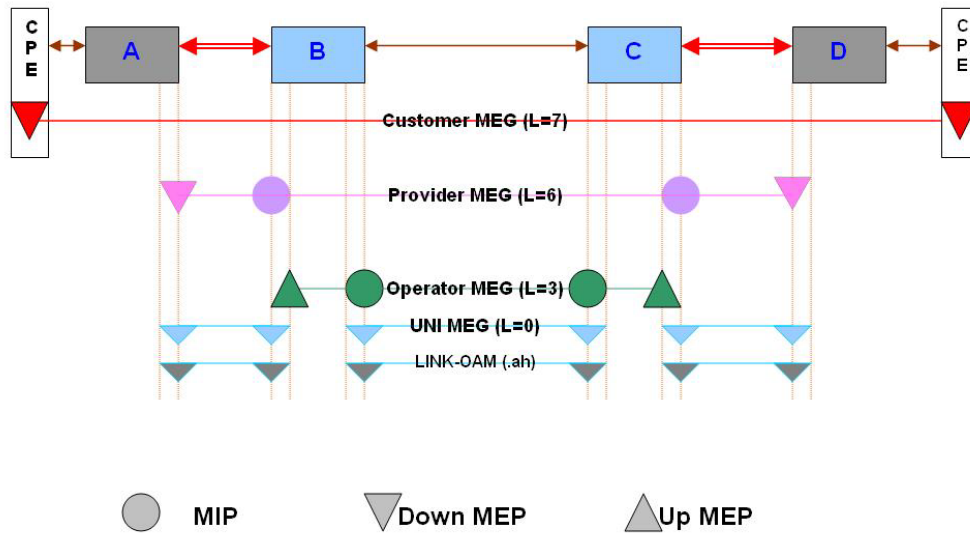 C
P
E
A
B
C
D
C
P
E
Customer MEG (L=7)
Provider MEG (L=6)
Operator MEG (L=3)
UNI MEG (L=0)
LINK-OAM (.ah)
MIP
Down MEP
Up MEP